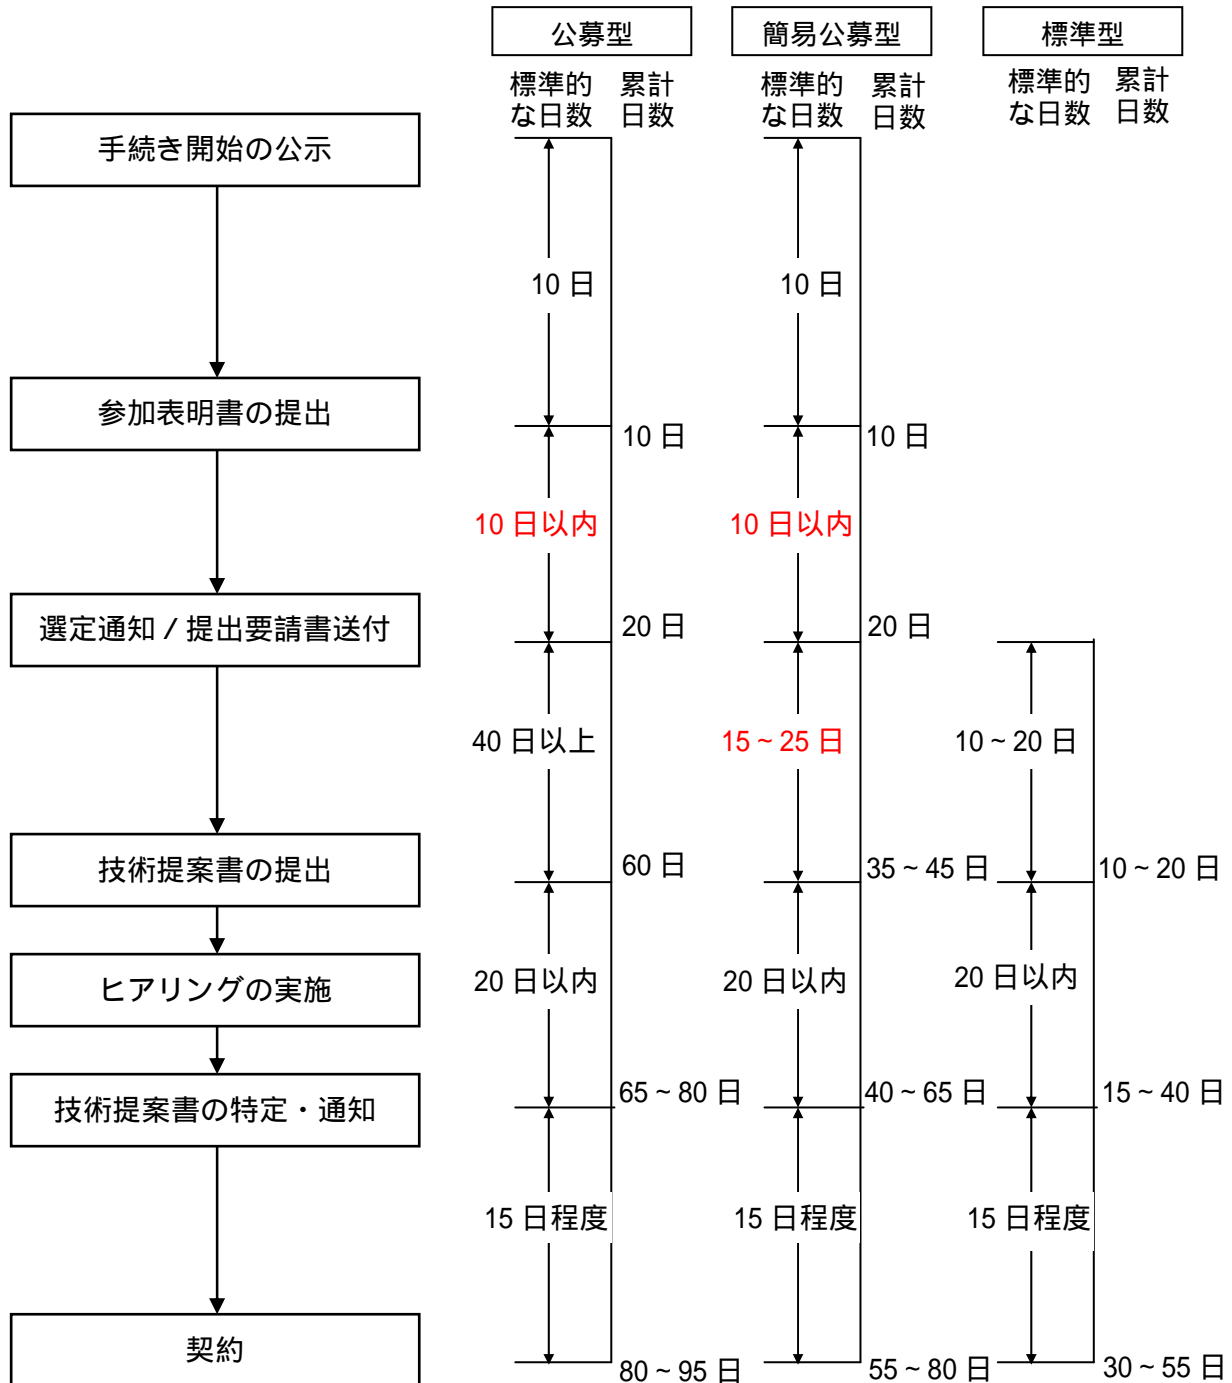 公募型 簡易公募型 標準型
標準的 累計 標準的 累計 標準的 累計
な日数 日数 な日数 日数 な日数 日数
手続き開始の公示
10 日 10 日
参加表明書の提出
10 日 10 日
10 日以内 10 日以内
選定通知 / 提出要請書送付
20 日 20 日
40 日以上 15 ~ 25 日 10 ~ 20 日
技術提案書の提出
60 日 35 ~ 45 日 10 ~ 20 日
ヒアリングの実施
20 日以内 20 日以内 20 日以内
技術提案書の特定・通知
65 ~ 80 日 40 ~ 65 日 15 ~ 40 日
15 日程度 15 日程度 15 日程度
契約
80 ~ 95 日 55 ~ 80 日 30 ~ 55 日